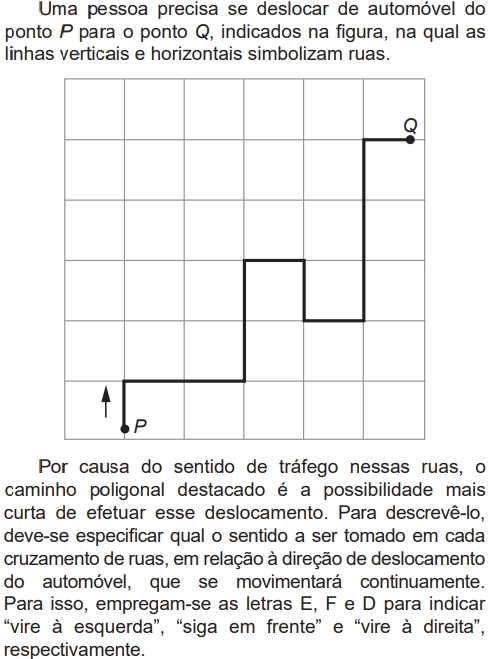 Uma pessoa precisa se deslocar de automóvel do
ponto P para o ponto Q, indicados na figura, na qual as
linhas verticais e horizontais simbolizam ruas.
Q
P
Por causa do sentido de tráfego nessas ruas, o
caminho poligonal destacado é a possibilidade mais
curta de efetuar esse deslocamento. Para descrevê-lo,
deve-se especificar qual o sentido a ser tomado em cada
cruzamento de ruas, em relação à direção de deslocamento
do automóvel, que se movimentará continuamente.
Para isso, empregam-se as letras E, F e D para indicar
“vire à esquerda”, “siga em frente” e “vire à direita”,
respectivamente.